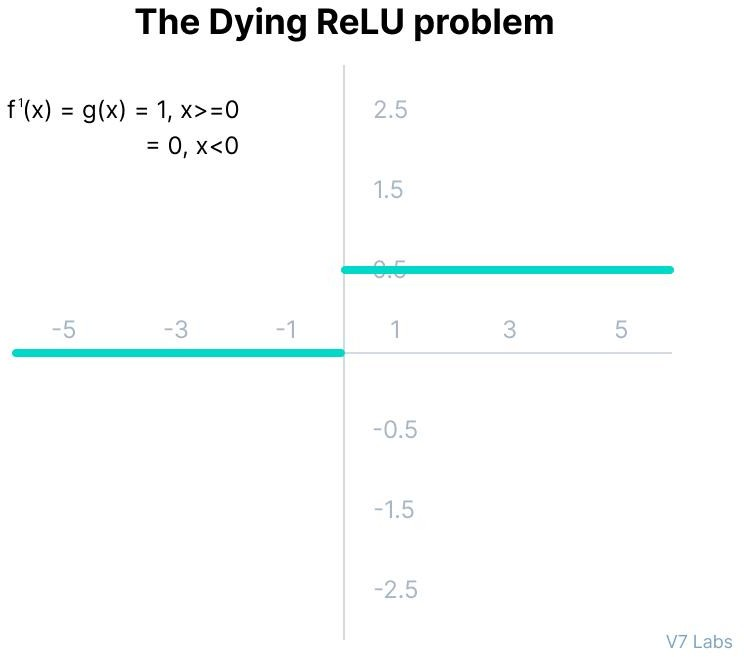 The Dying ReLU problem
f¹(x) = g(x) = 1, x>=0
= 0, x<0
2.5
1.5
0.5
-5 -3 -1 1 3 5
-0.5
-1.5
-2.5
V7 Labs